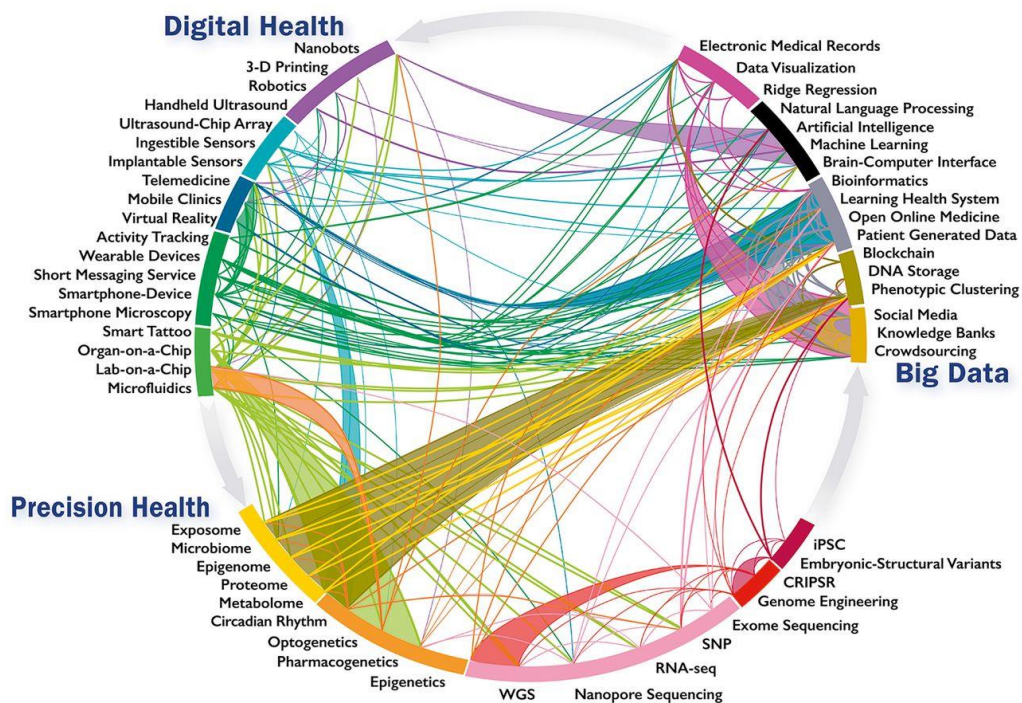 Digital Health
Nanobots
3-D Printing
Robotics
Handheld Ultrasound
Ultrasound-Chip Array
Ingestible Sensors
Implantable Sensors
Telemedicine
Mobile Clinics
Virtual Reality
Activity Tracking
Wearable Devices
Short Messaging Service
Smartphone-Device
Smartphone Microscopy
Smart Tattoo
Organ-on-a-Chip
Lab-on-a-Chip
Microfluidics
Electronic Medical Records
Data Visualization
Ridge Regression
Natural Language Processing
Artificial Intelligence
Machine Learning
Brain-Computer Interface
Bioinformatics
Learning Health System
Open Online Medicine
Patient Generated Data
Blockchain
DNA Storage
Phenotypic Clustering
Social Media
Knowledge Banks
Crowdsourcing
Big Data
Precision Health
Exposome
Microbiome
Epigenome
Proteome
Metabolome
Circadian Rhythm
Optogenetics
Pharmacogenetics
Epigenetics
WGS
Nanopore Sequencing
RNA-seq
SNP
Exome Sequencing
Genome Engineering
CRIPSR
Embryonic-Structural Variants
iPSC